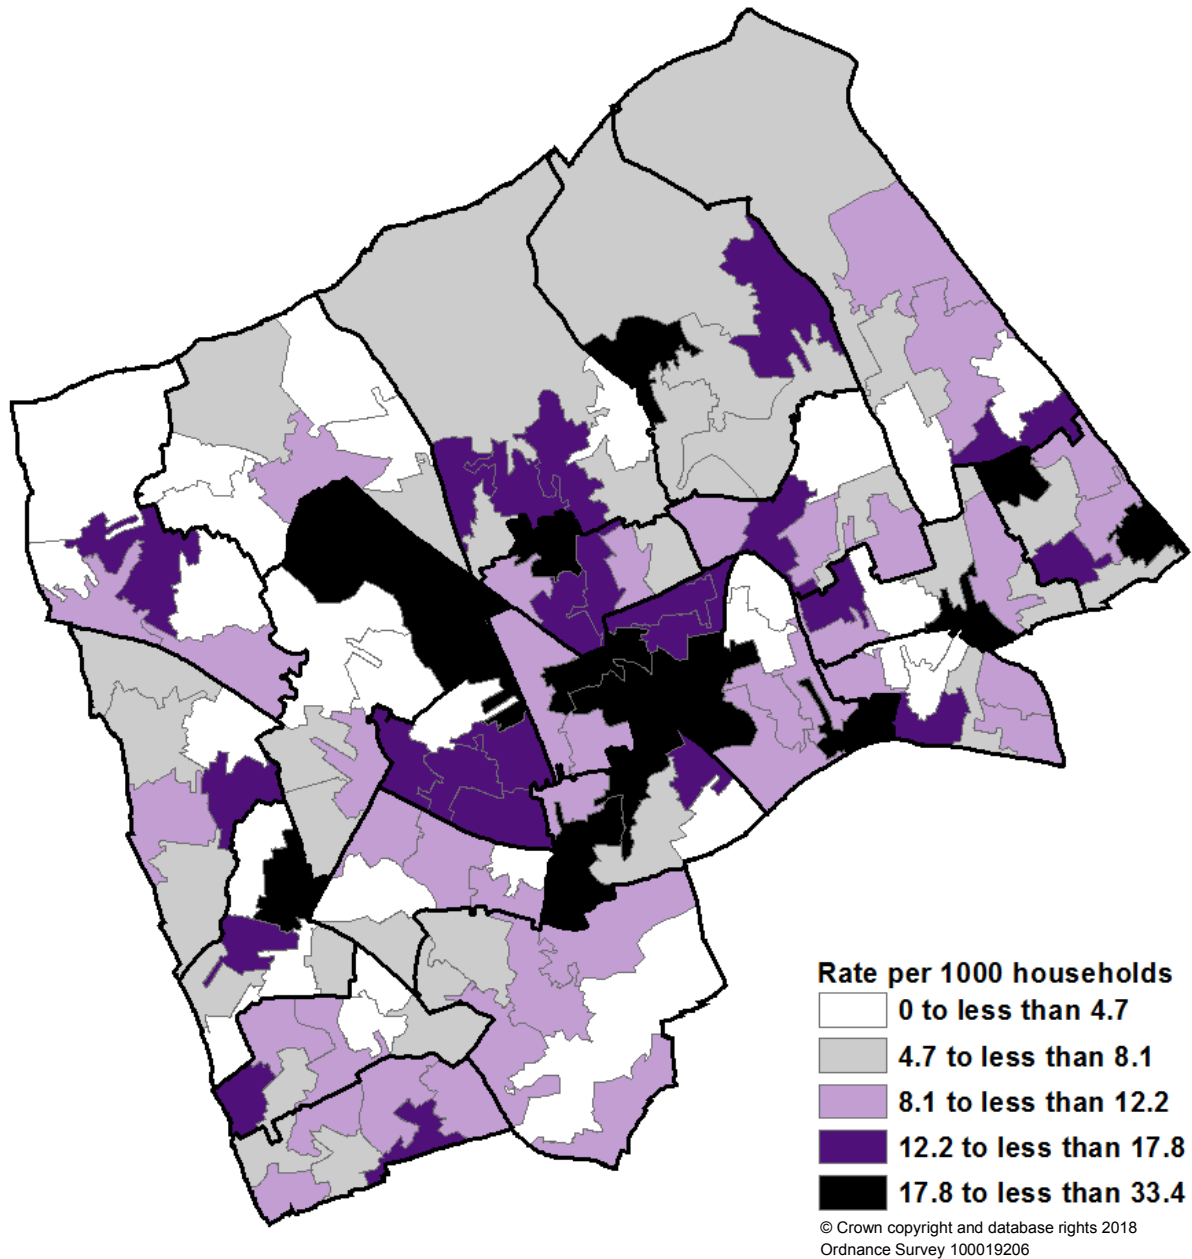 Rate per 1000 households
0 to less than 4.7
4.7 to less than 8.1
8.1 to less than 12.2
12.2 to less than 17.8
17.8 to less than 33.4
© Crown copyright and database rights 2018
Ordnance Survey 100019206